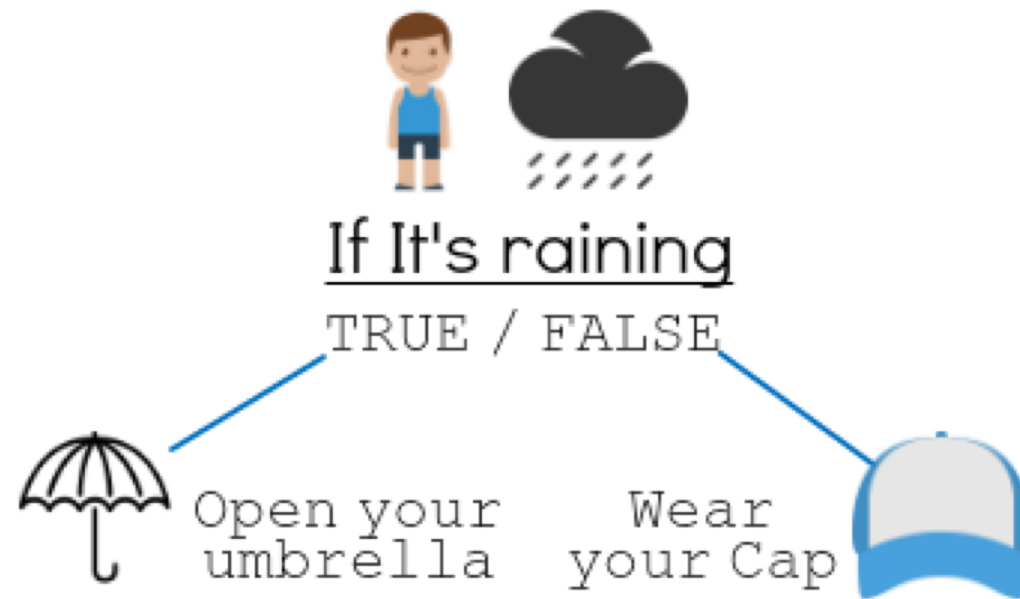 If It's raining
TRUE / FALSE
Open your
umbrella
Wear
your Cap